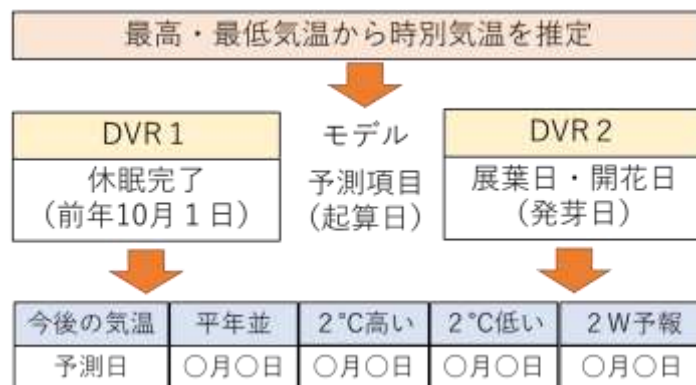 最高・最低気温から時別気温を推定
DVR1 モデル DVR2
休眠完了 予測項目 展葉日・開花日
(前年10月1日) (起算日) (発芽日)
今後の気温 平年並 2℃高い 2℃低い 2W予報
予測日 ○月○日 ○月○日 ○月○日 ○月○日